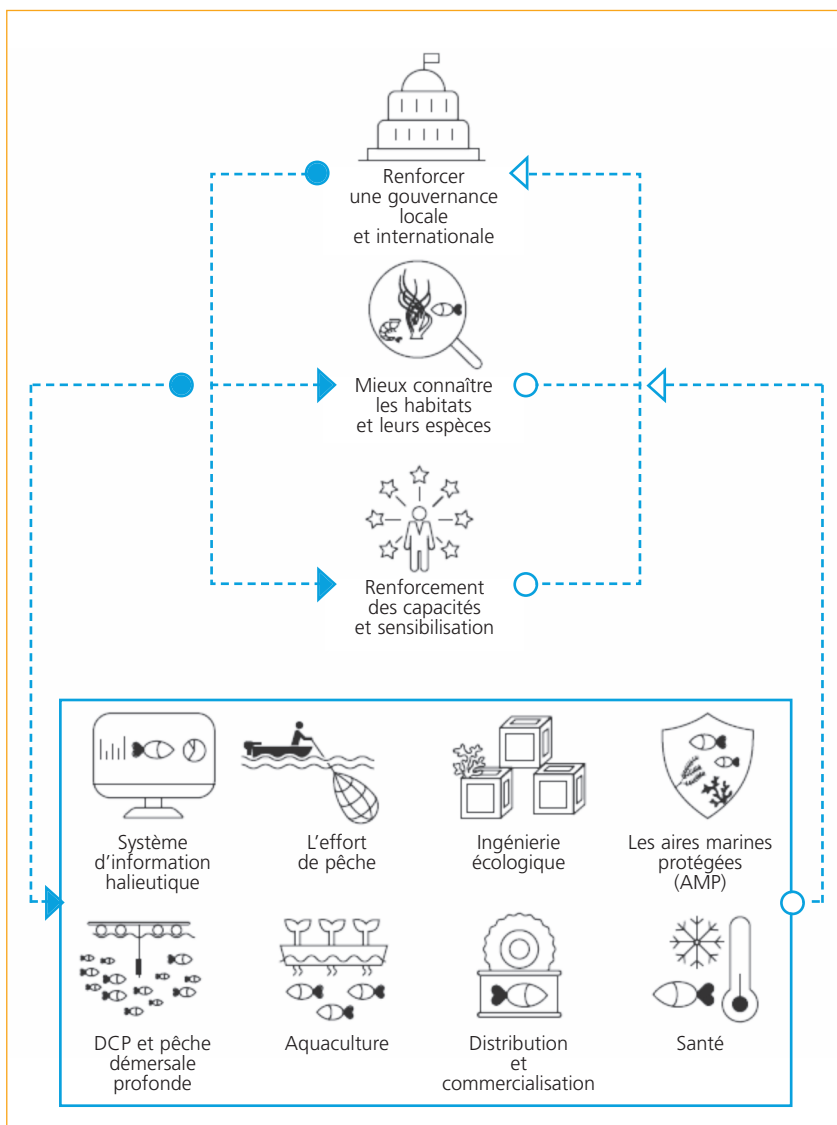 Renforcer
une gouvernance
locale
et internationale
Mieux connaître
les habitats
et leurs espèces
Renforcement
des capacités
et sensibilisation
Système
d'information
halieutique
L'effort
de pêche
Ingénierie
écologique
Les aires marines
protégées
(AMP)
DCP et pêche
démersale
profonde
Aquaculture
Distribution
et
commercialisation
Santé